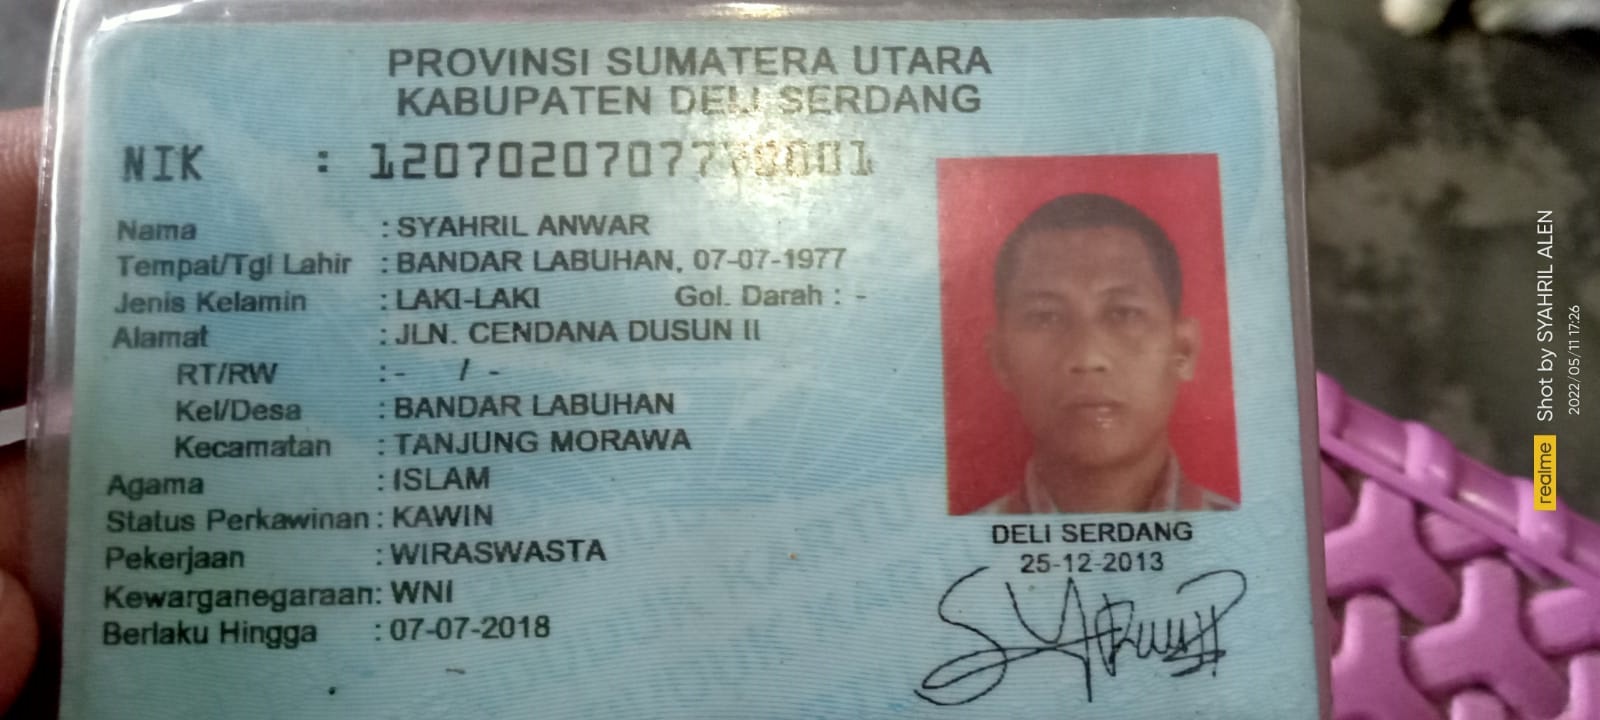 PROVINSI SUMATERA UTARA
KABUPATEN DELI SERDANG
NIK :
Nama : SYAHRIL ANWAR
Tempat/Tgl Lahir : BANDAR LABUHAN, 07-07-1977
Jenis Kelamin : LAKI-LAKI Gol. Darah : -
Alamat : JLN. CENDANA DUSUN II
RT/RW : - / -
Kel/Desa : BANDAR LABUHAN
Kecamatan : TANJUNG MORAWA
Agama : ISLAM
Status Perkawinan : KAWIN
Pekerjaan : WIRASWASTA
Kewarganegaraan: WNI
Berlaku Hingga : 07-07-2018
DELI SERDANG
25-12-2013
realme Shot by SYAHRIL ALEN
2022/05/11 17:26